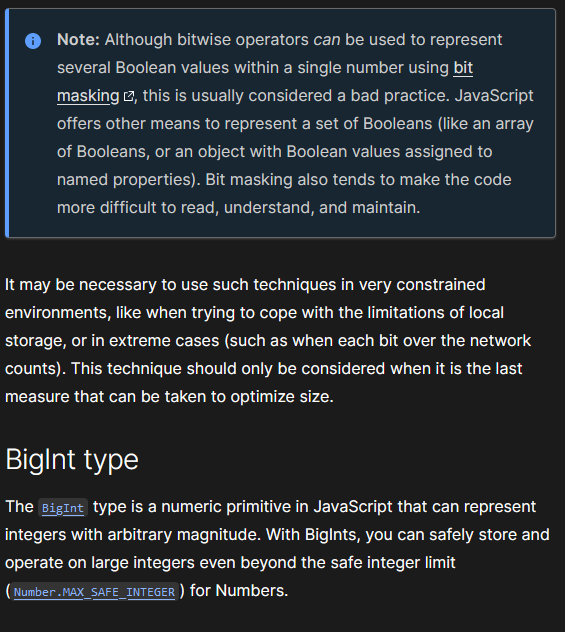 Note: Although bitwise operators can be used to represent
several Boolean values within a single number using bit
masking, this is usually considered a bad practice. JavaScript
offers other means to represent a set of Booleans (like an array
of Booleans, or an object with Boolean values assigned to
named properties). Bit masking also tends to make the code
more difficult to read, understand, and maintain.
It may be necessary to use such techniques in very constrained
environments, like when trying to cope with the limitations of local
storage, or in extreme cases (such as when each bit over the network
counts). This technique should only be considered when it is the last
measure that can be taken to optimize size.
BigInt type
The BigInt type is a numeric primitive in JavaScript that can represent
integers with arbitrary magnitude. With BigInts, you can safely store and
operate on large integers even beyond the safe integer limit
(Number.MAX_SAFE_INTEGER) for Numbers.